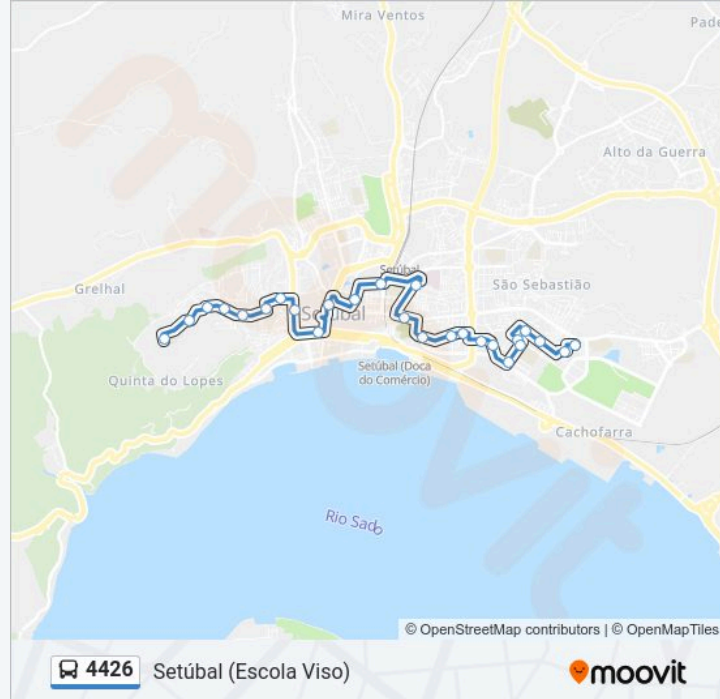 Mira Ventos
Pade
Alto da Guerra
Setúbal
São Sebastião
Grelhal
Setúbal
Quinta do Lopes
Setúbal (Doca
do Comércio)
Cachofarra
Rio Sado
moovit
© OpenStreetMap contributors | © OpenMapTiles
4426 Setúbal (Escola Viso)
moovit